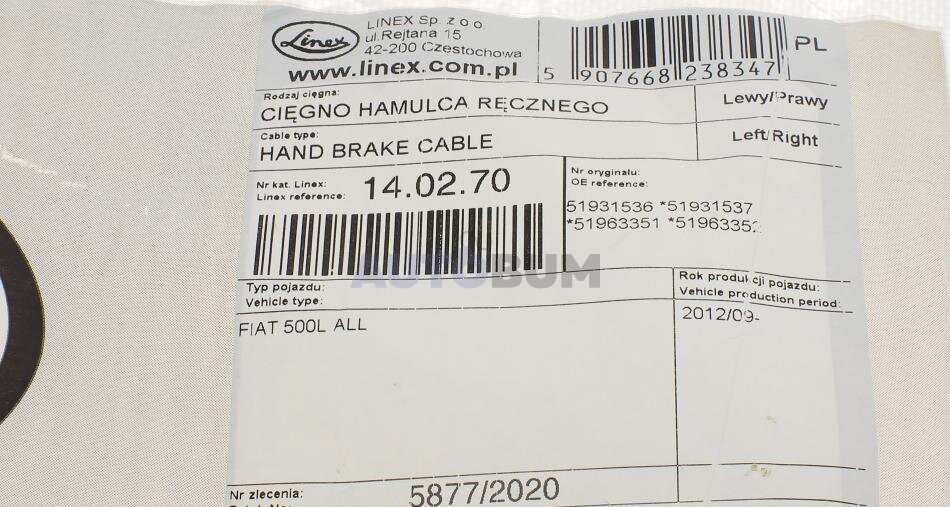 Linex
LINEX Sp. z o o.
ul.Rejtana 15
42-200 Czestochowa
www.linex.com.pl
5 907668 238347
PL
Rodzaj cięgna:
CIĘGNO HAMULCA RĘCZNEGO
Lewy/Prawy
Cable type:
HAND BRAKE CABLE
Left/Right
Nr kat. Linex:
Linex reference:
14.02.70
Nr oryginału:
OE reference:
51931536 *51931537
*51963351 *51963352
AUTOBUM
Typ pojazdu:
Vehicle type:
Rok produkcji pojazdu:
Vehicle production period:
FIAT 500L ALL
2012/09-
Nr zlecenia:
5877/2020